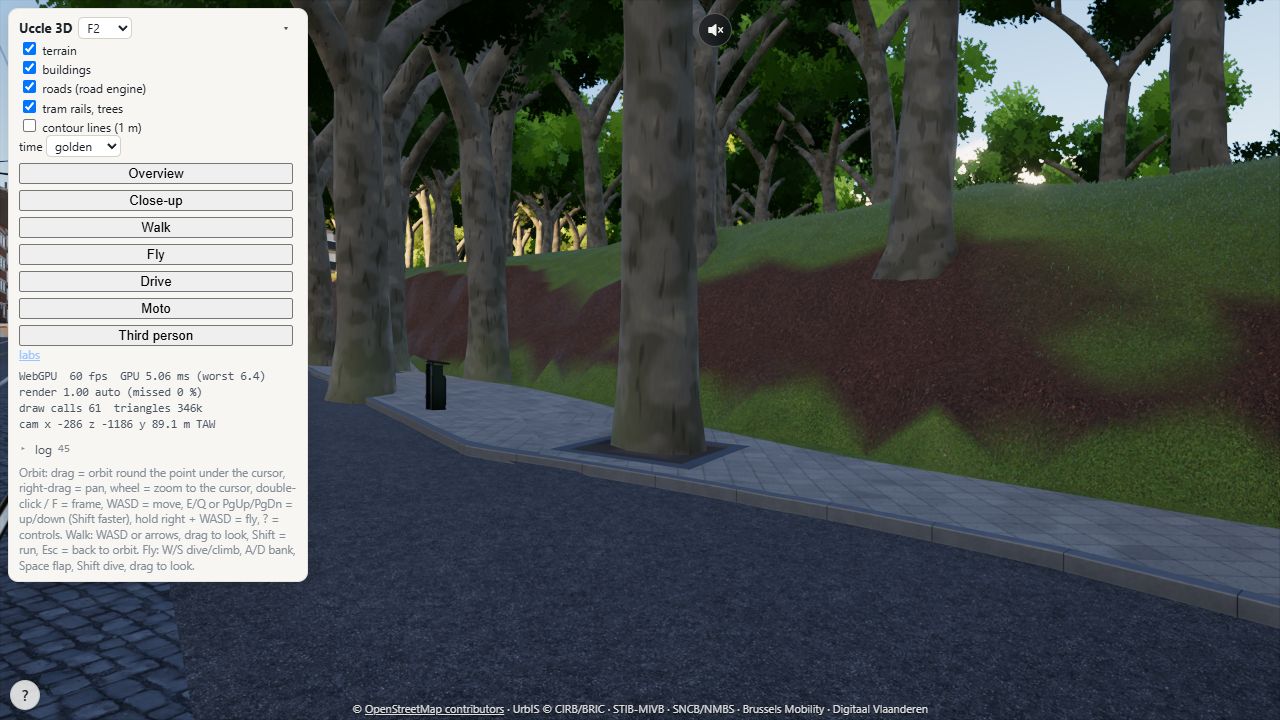 Uccle 3D F2
terrain
buildings
roads (road engine)
tram rails, trees
contour lines (1 m)
time golden
Overview
Close-up
Walk
Fly
Drive
Moto
Third person
labs
WebGPU 60 fps GPU 5.06 ms (worst 6.4)
render 1.00 auto (missed 0 %)
draw calls 61 triangles 346k
cam x -286 z -1186 y 89.1 m TAW
log 45
Orbit: drag = orbit round the point under the cursor,
right-drag = pan, wheel = zoom to the cursor, double-
click / F = frame, WASD = move, E/Q or PgUp/PgDn =
up/down (Shift faster), hold right + WASD = fly, ? =
controls. Walk: WASD or arrows, drag to look, Shift =
run, Esc = back to orbit. Fly: W/S dive/climb, A/D bank,
Space flap, Shift dive, drag to look.
?
© OpenStreetMap contributors · UrbIS © CIRB/BRIC · STIB-MIVB · SNCB/NMBS · Brussels Mobility · Digitaal Vlaanderen